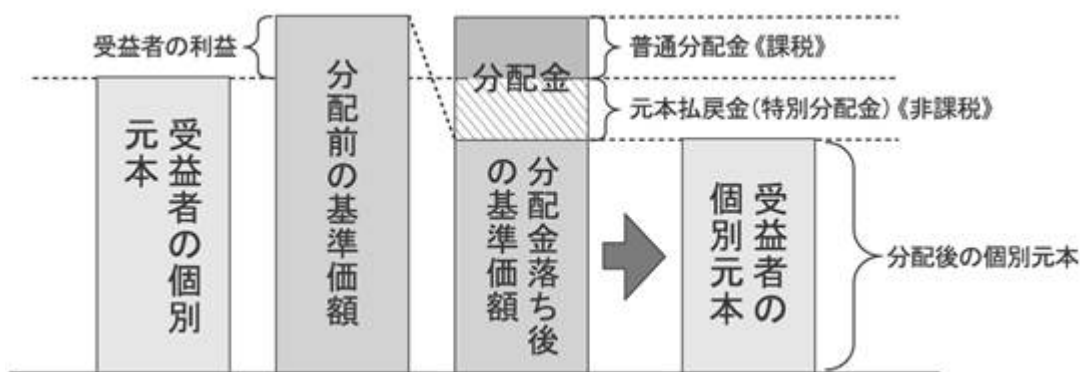 受益者の利益
受益者の個別
元本
分配前の基準価額
分配金
分配金落ち後
の基準価額
普通分配金《課税》
元本払戻金(特別分配金)《非課税》
受益者の
個別元本
分配後の個別元本